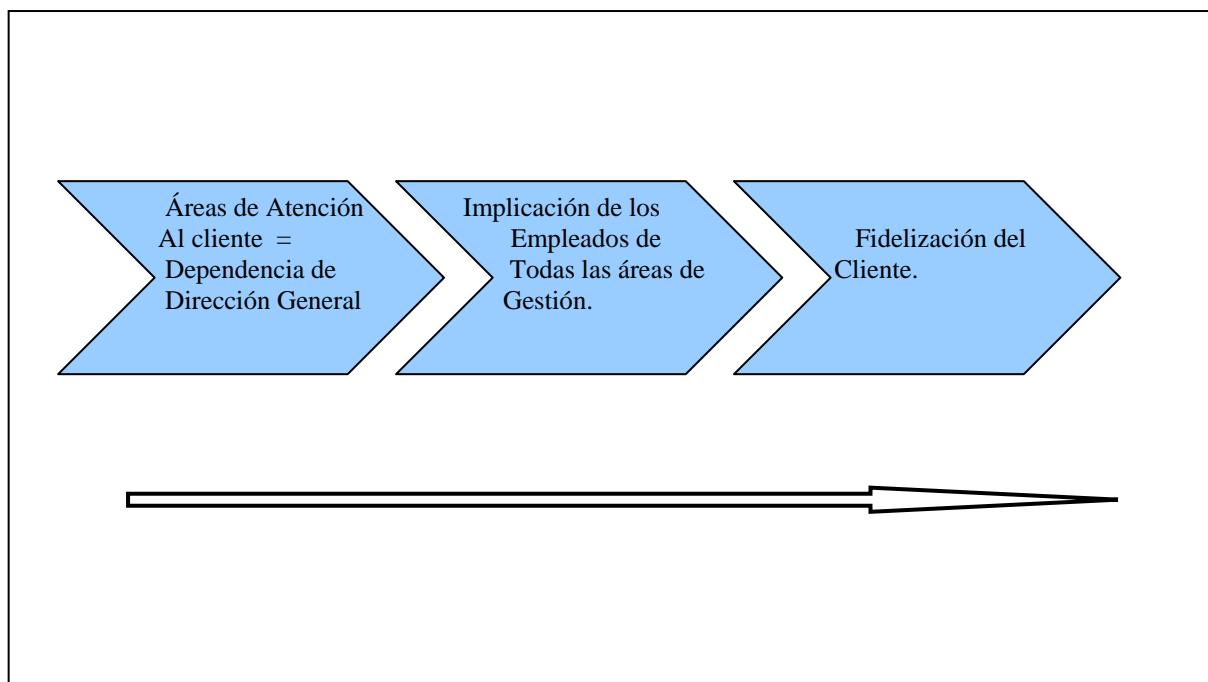 Áreas de Atención
Al cliente =
Dependencia de
Dirección General
Implicación de los
Empleados de
Todas las áreas de
Gestión.
Fidelización del
Cliente.